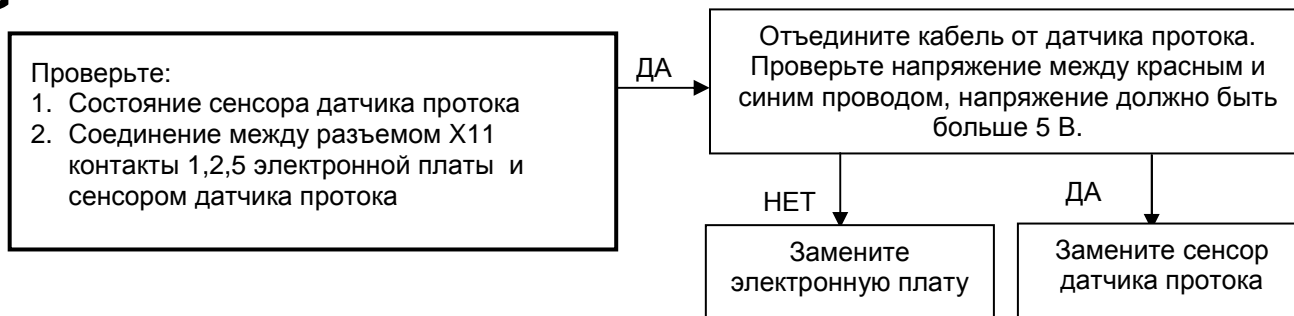 Проверьте:
1. Состояние сенсора датчика протока
2. Соединение между разъемом X11
контакты 1,2,5 электронной платы и
сенсором датчика протока
ДА
Отъедините кабель от датчика протока.
Проверьте напряжение между красным и
синим проводом, напряжение должно быть
больше 5 В.
НЕТ
ДА
Замените
электронную плату
Замените сенсор
датчика протока